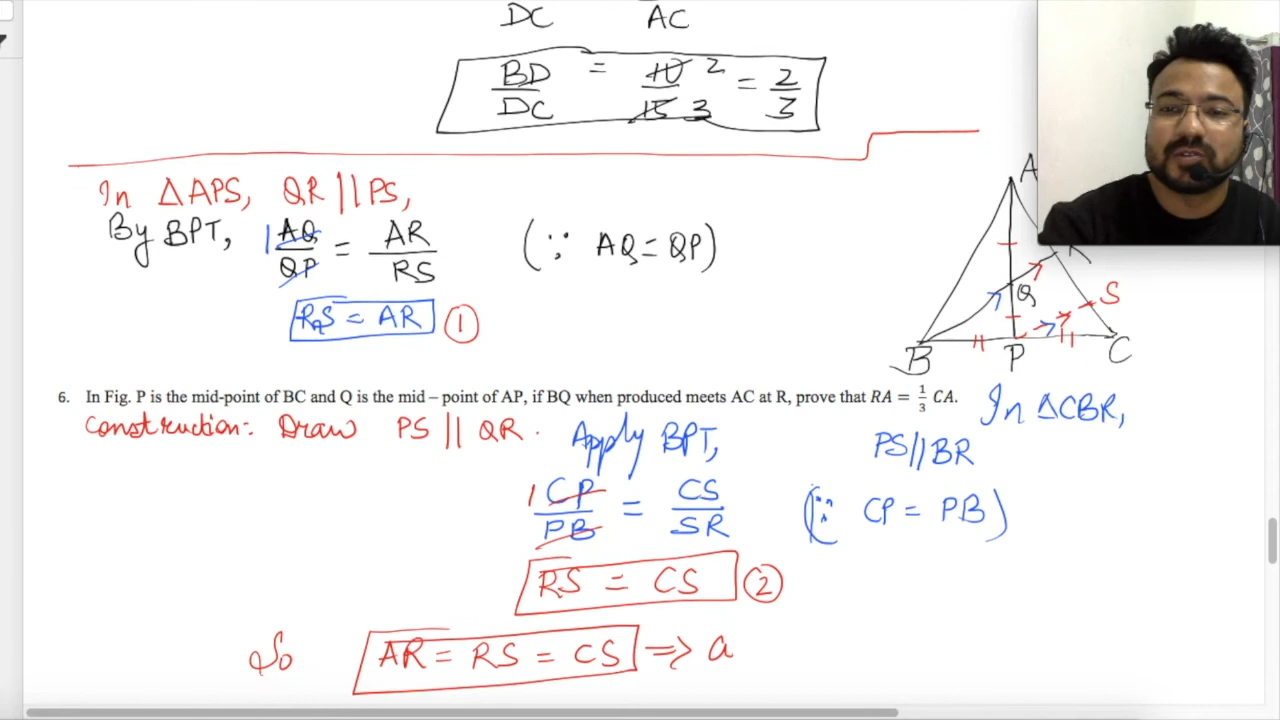 DC AC
BD/DC = 10 2/15 3 = 2/3
In ΔAPS, QR || PS,
By BPT, 1 AQ/QP = AR/RS (∵ AQ = QP)
RS = AR ①
A
R
Q
S
B P C
6. In Fig. P is the mid-point of BC and Q is the mid – point of AP, if BQ when produced meets AC at R, prove that RA = 1/3 CA.
Construction:- Draw PS || QR.
In ΔCBR,
PS || BR
Apply BPT,
1 CP/PB = CS/SR (∵ CP = PB)
RS = CS ②
So AR = RS = CS ⇒ a